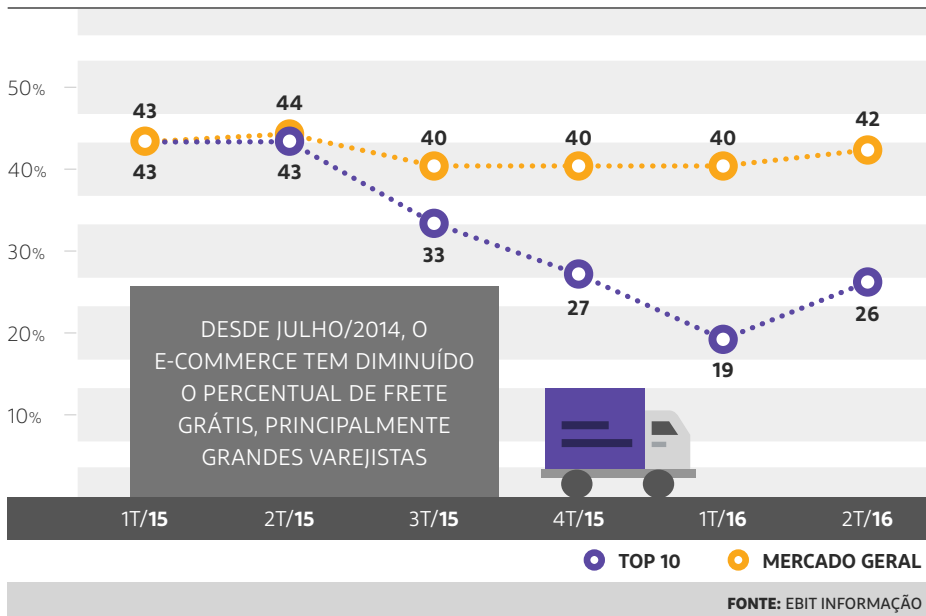 50%
43
44
40
40
40
42
40%
43
43
30%
33
27
26
20%
19
10%
DESDE JULHO/2014, O
E-COMMERCE TEM DIMINUÍDO
O PERCENTUAL DE FRETE
GRÁTIS, PRINCIPALMENTE
GRANDES VAREJISTAS
1T/15 2T/15 3T/15 4T/15 1T/16 2T/16
TOP 10 MERCADO GERAL
FONTE: EBIT INFORMAÇÃO